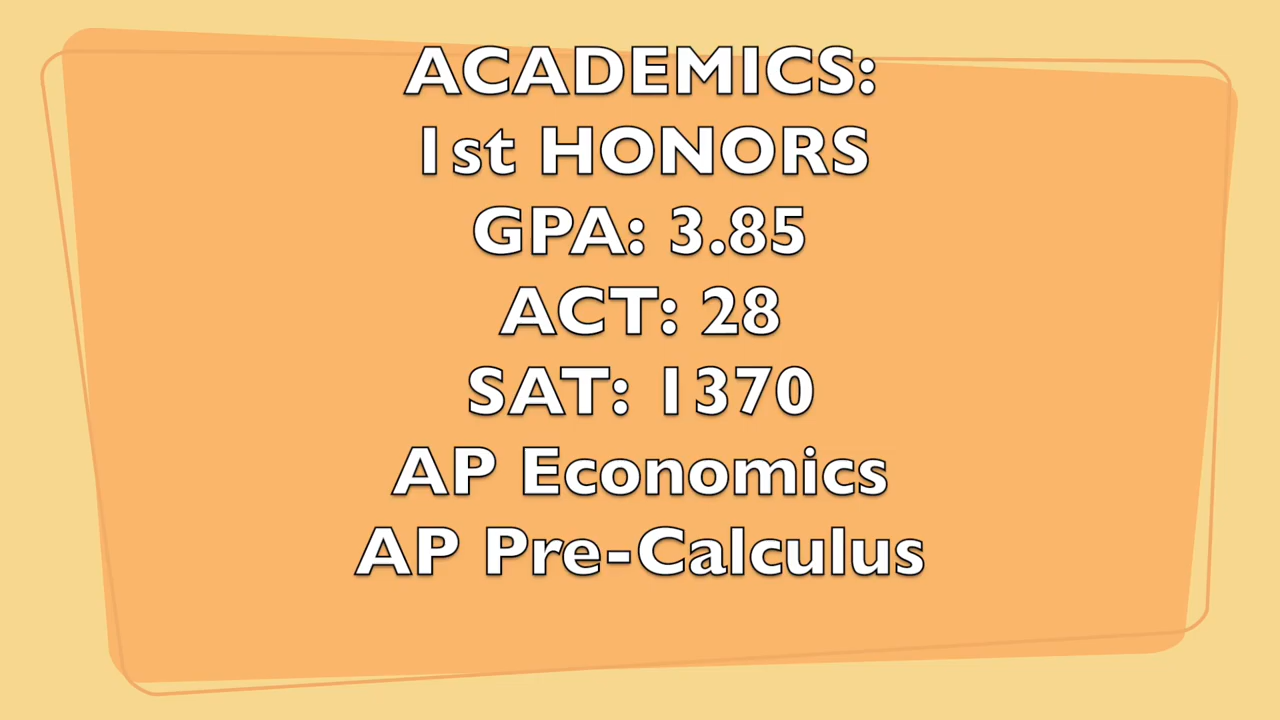 ACADEMICS:
1st HONORS
GPA: 3.85
ACT: 28
SAT: 1370
AP Economics
AP Pre-Calculus